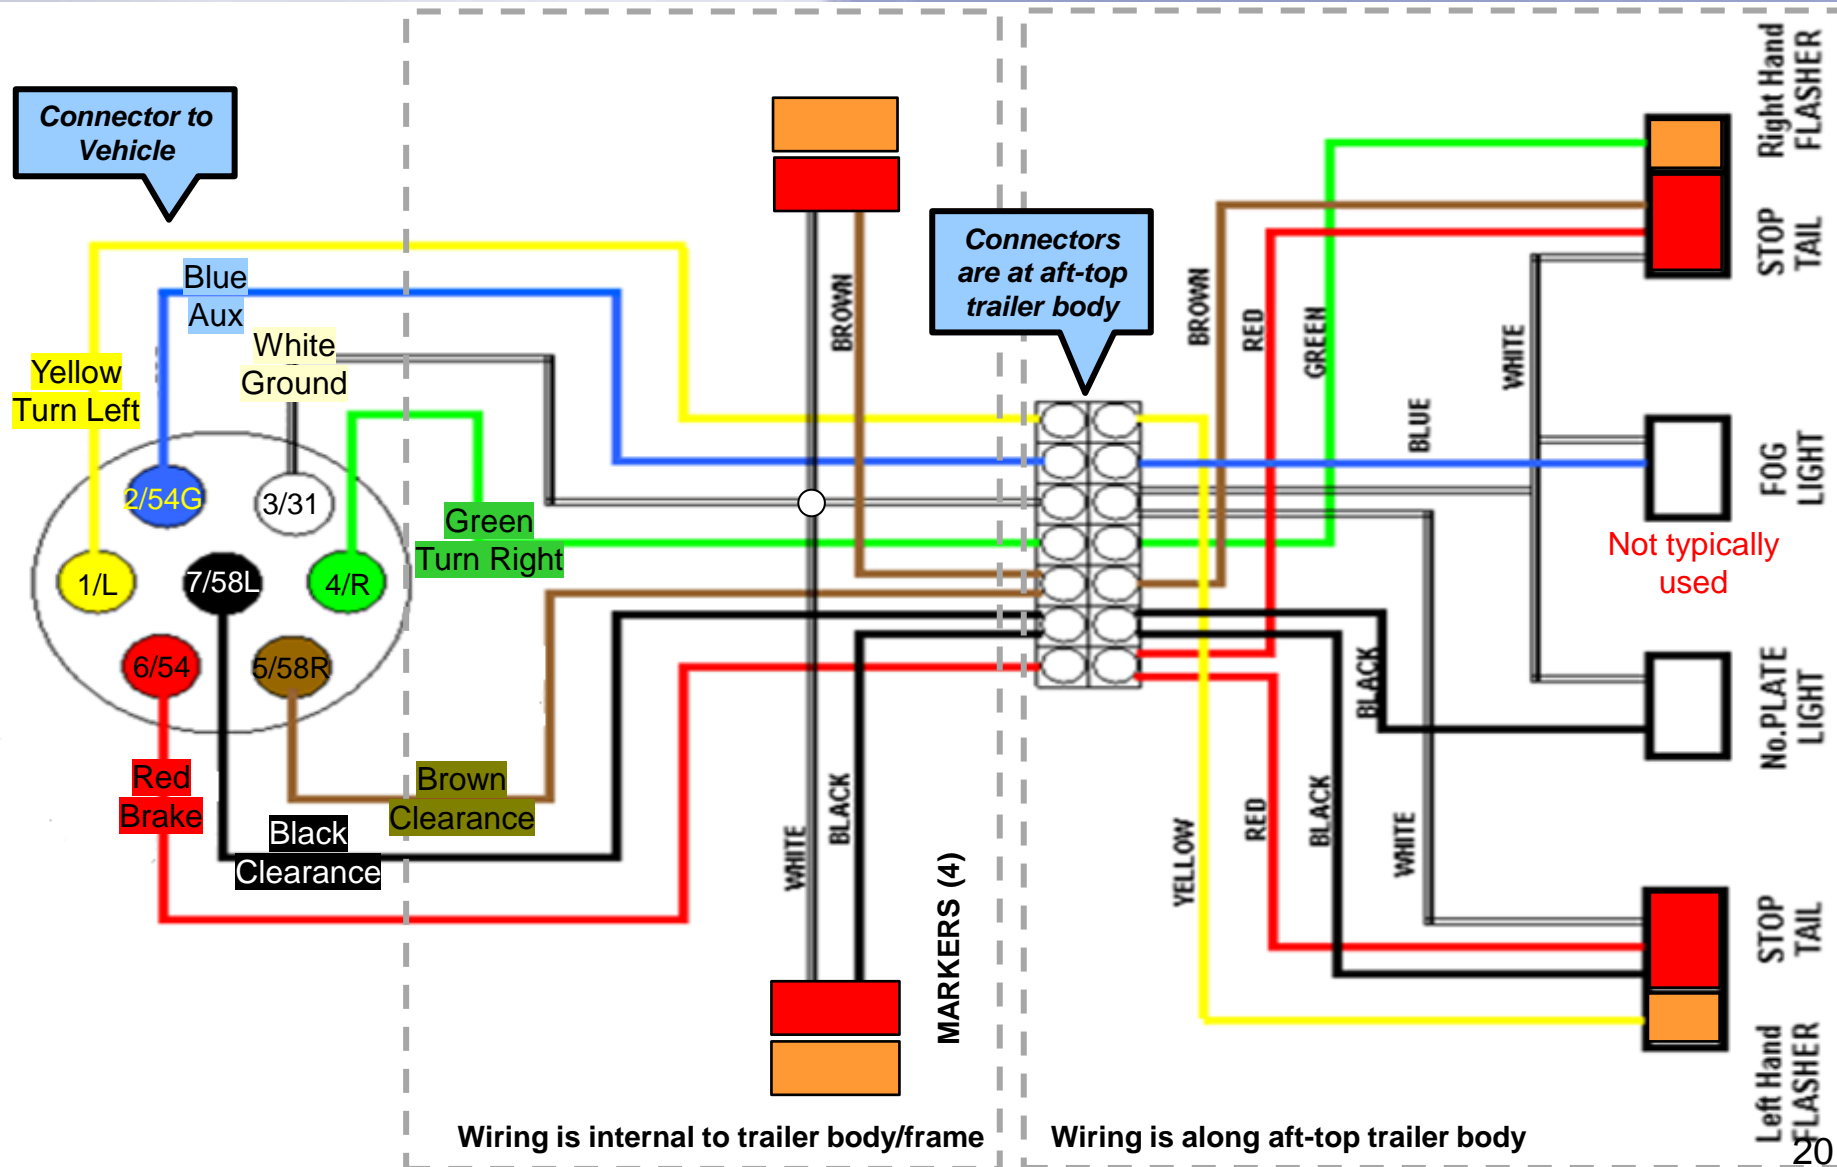 Connector to
Vehicle
Blue
Aux
White
Ground
Yellow
Turn Left
2/54G
3/31
1/L
7/58L
4/R
6/54
5/58R
Green
Turn Right
Red
Brake
Brown
Clearance
Black
Clearance
BROWN
WHITE
BLACK
MARKERS (4)
Wiring is internal to trailer body/frame
Connectors
are at aft-top
trailer body
BROWN
RED
GREEN
WHITE
BLUE
BLACK
YELLOW
RED
BLACK
WHITE
Right Hand
FLASHER
STOP
TAIL
FOG
LIGHT
Not typically
used
No.PLATE
LIGHT
STOP
TAIL
Left Hand
FLASHER
Wiring is along aft-top trailer body
20